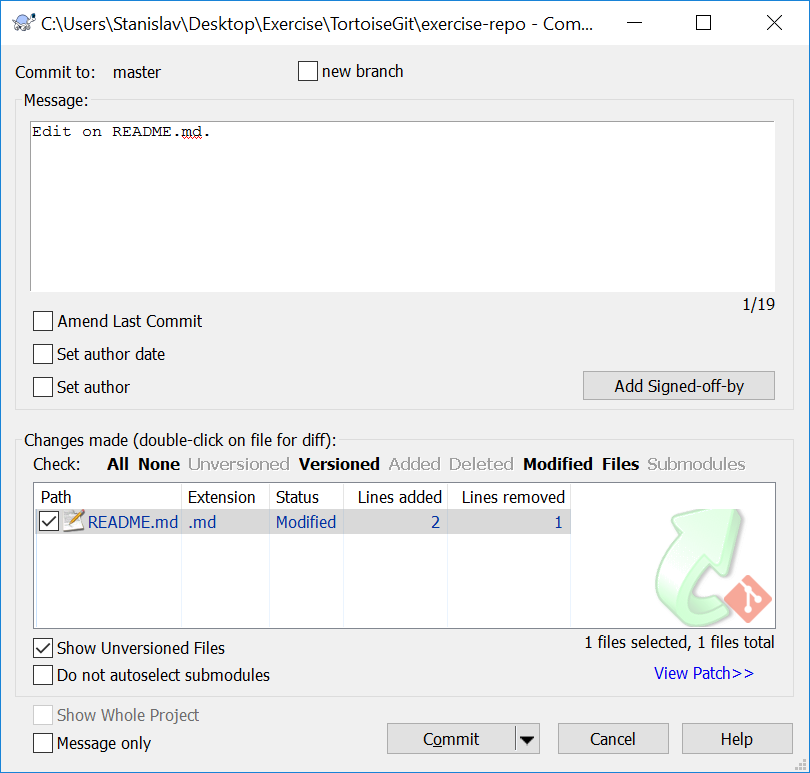 C:\Users\Stanislav\Desktop\Exercise\TortoiseGit\exercise-repo - Com...
Commit to: master new branch
Message:
Edit on README.md.
1/19
Amend Last Commit
Set author date
Set author Add Signed-off-by
Changes made (double-click on file for diff):
Check: All None Unversioned Versioned Added Deleted Modified Files Submodules
Path Extension Status Lines added Lines removed
README.md .md Modified 2 1
Show Unversioned Files 1 files selected, 1 files total
Do not autoselect submodules View Patch>>
Show Whole Project
Message only Commit Cancel Help